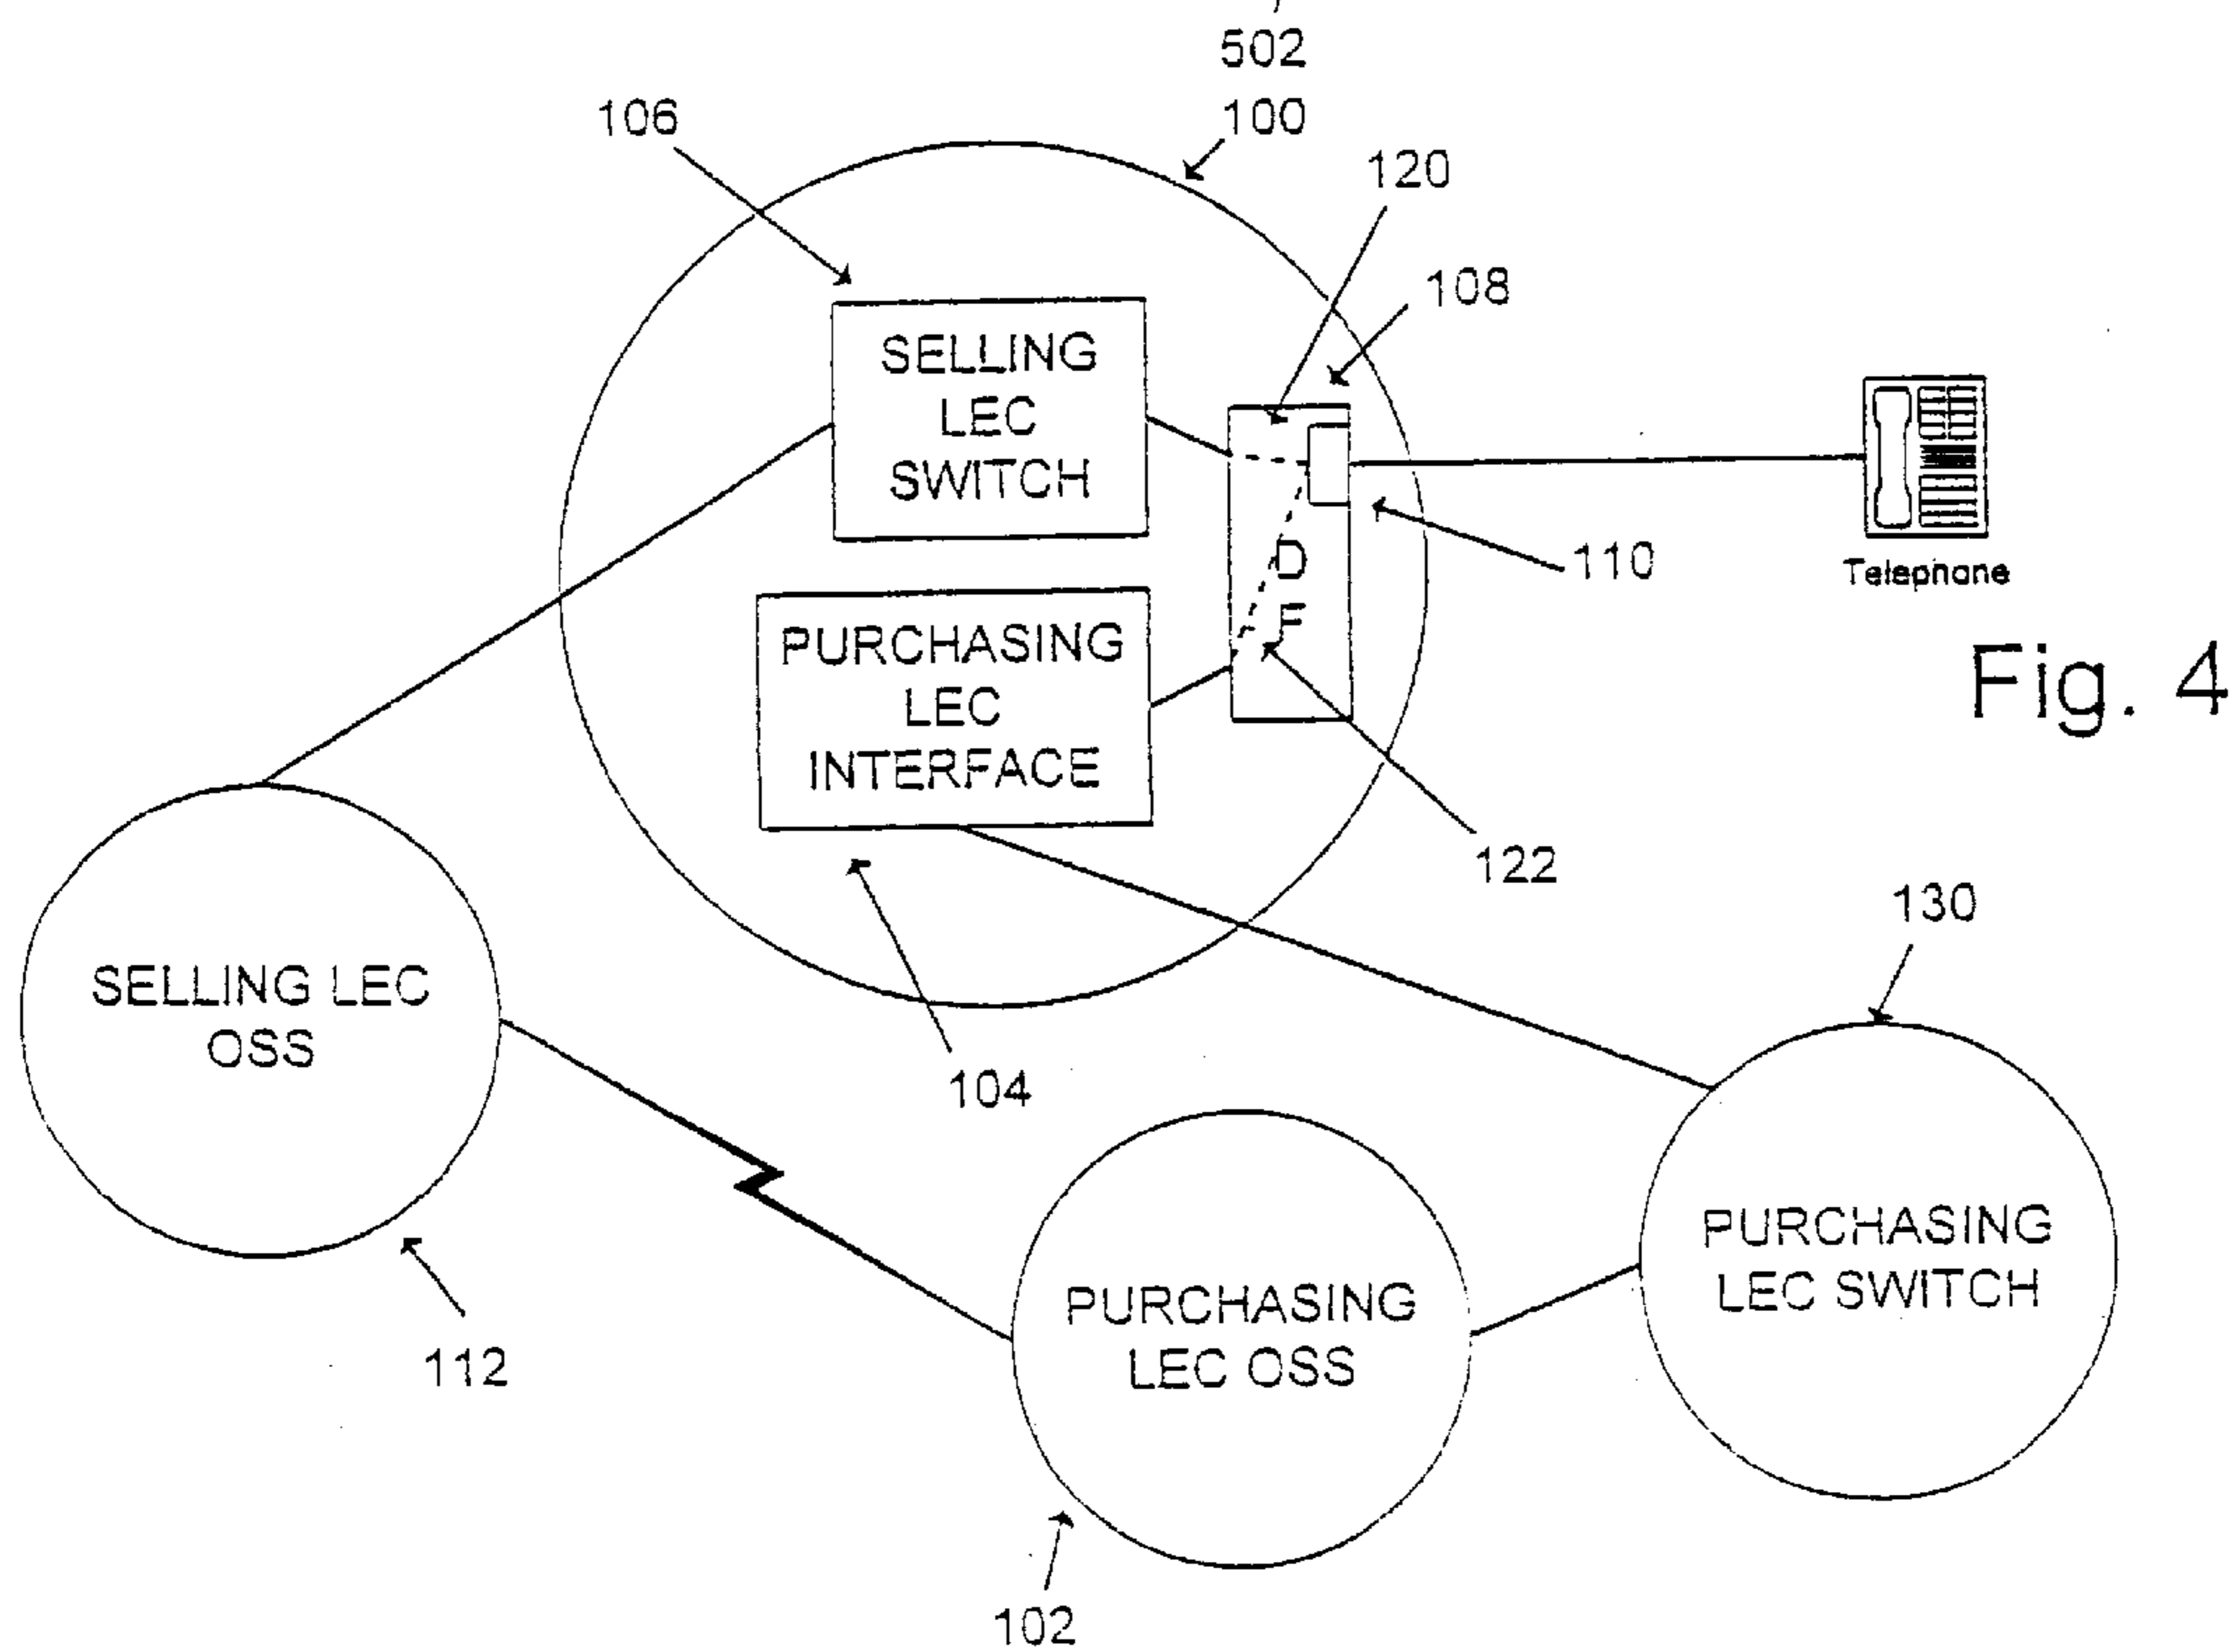 502
106
100
120
108
SELLING
LEC
SWITCH
110
Telephone
D
F
PURCHASING
LEC
INTERFACE
Fig. 4
122
130
SELLING LEC
OSS
104
PURCHASING
LEC SWITCH
PURCHASING
LEC OSS
112
102